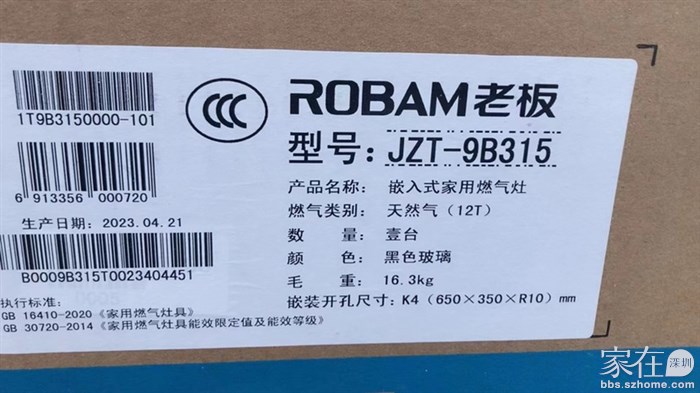 1T9B3150000-101
6 913356 000720
生产日期: 2023.04.21
B0009B315T0023404451
执行标准:
GB 16410-2020《家用燃气灶具》
GB 30720-2014《家用燃气灶具能效限定值及能效等级》
CCC
ROBAM老板
型号: JZT-9B315
产品名称: 嵌入式家用燃气灶
燃气类别: 天然气（12T）
数 量: 壹台
颜 色: 黑色玻璃
毛 重: 16.3kg
嵌装开孔尺寸: K4（650×350×R10）mm
家在深圳
bbs.szhome.com